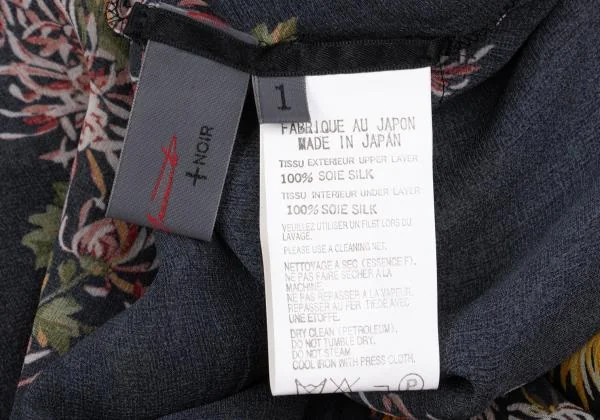 +NOIR
1
FABRIQUE AU JAPON
MADE IN JAPAN
TISSU EXTERIEUR UPPER LAYER
100% SOIE SILK
TISSU INTERIEUR UNDER LAYER
100% SOIE SILK
VEUILLEZ UTILISER UN FILET LORS DU
LAVAGE.
PLEASE USE A CLEANING NET.
NETTOYAGE A SEC (ESSENCE F).
NE PAS FAIRE SECHER A LA
MACHINE.
NE PAS REPASSER A LA VAPEUR.
REPASSER AU FER TIEDE AVEC
UNE ETOFFE.
DRY CLEAN (PETROLEUM).
DO NOT TUMBLE DRY.
DO NOT STEAM
COOL IRON WITH PRESS CLOTH.
P